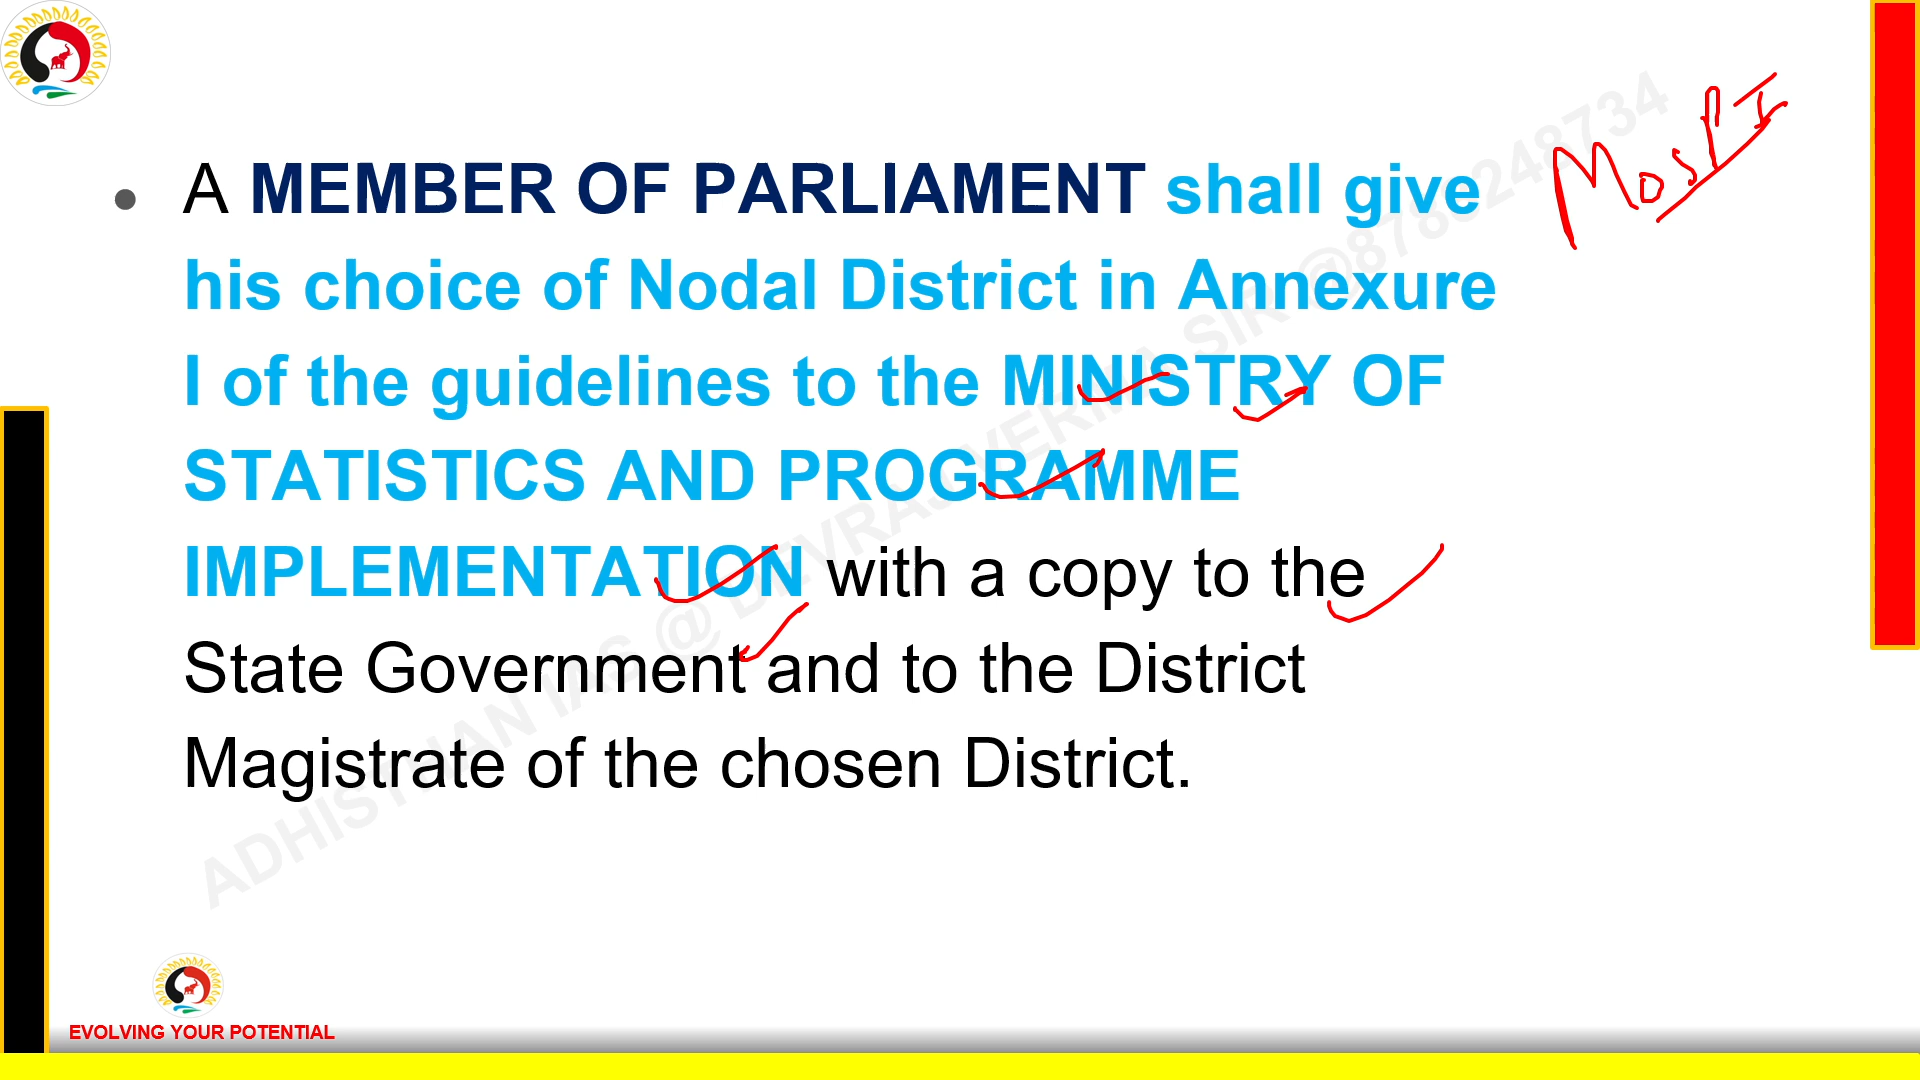 • A MEMBER OF PARLIAMENT shall give
his choice of Nodal District in Annexure
I of the guidelines to the MINISTRY OF
STATISTICS AND PROGRAMME
IMPLEMENTATION with a copy to the
State Government and to the District
Magistrate of the chosen District.
MosPI
EVOLVING YOUR POTENTIAL